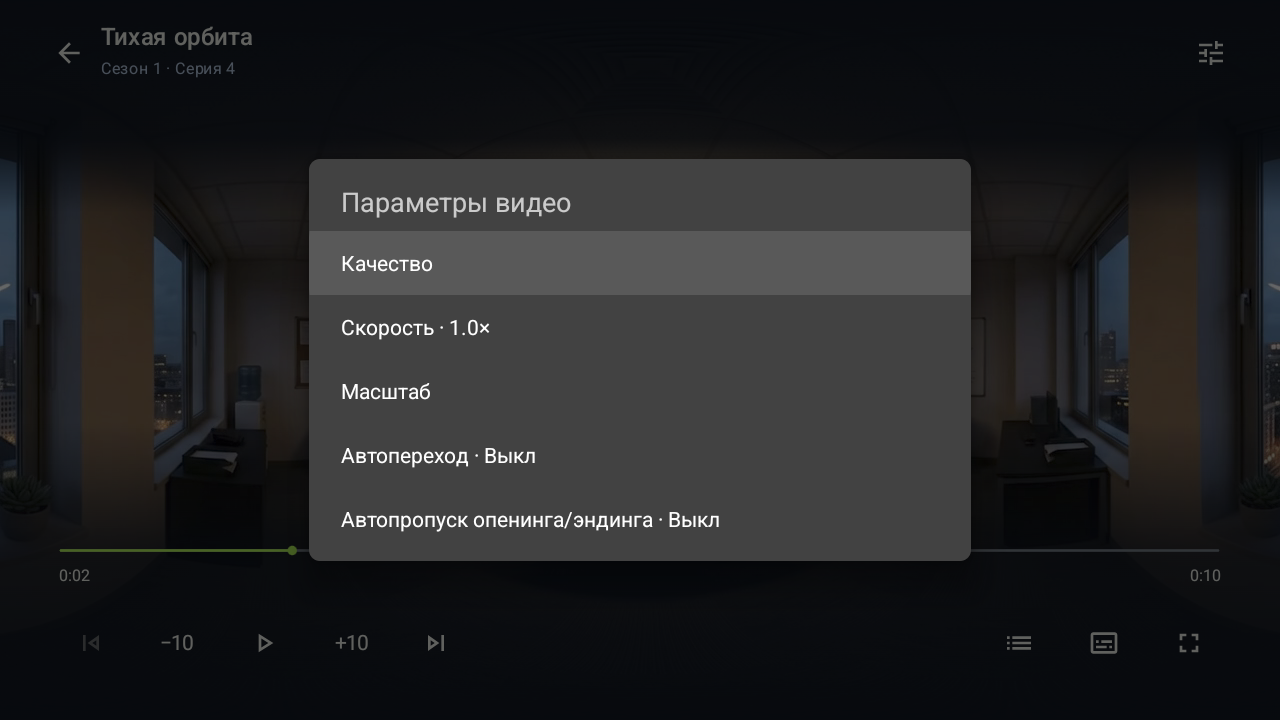 Тихая орбита
Сезон 1 · Серия 4
Параметры видео
Качество
Скорость · 1.0×
Масштаб
Автопереход · Выкл
Автопропуск опенинга/эндинга · Выкл
0:02
0:10
−10
+10